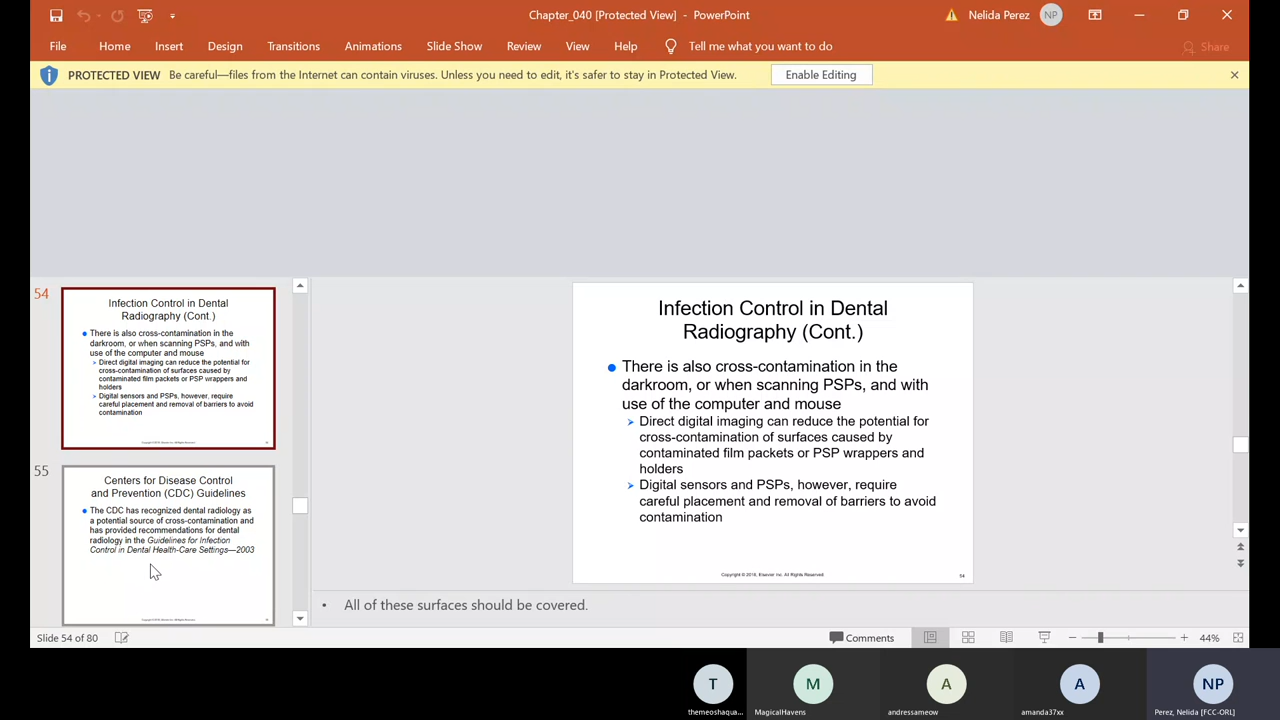 Chapter_040 [Protected View] - PowerPoint
Nelida Perez
NP
File
Home
Insert
Design
Transitions
Animations
Slide Show
Review
View
Help
Tell me what you want to do
Share
PROTECTED VIEW Be careful—files from the Internet can contain viruses. Unless you need to edit, it's safer to stay in Protected View.
Enable Editing
54
Infection Control in Dental
Radiography (Cont.)
There is also cross-contamination in the
darkroom, or when scanning PSPs, and with
use of the computer and mouse
Direct digital imaging can reduce the potential for
cross-contamination of surfaces caused by
contaminated film packets or PSP wrappers and
holders
Digital sensors and PSPs, however, require
careful placement and removal of barriers to avoid
contamination
55
Centers for Disease Control
and Prevention (CDC) Guidelines
The CDC has recognized dental radiology as
a potential source of cross-contamination and
has provided recommendations for dental
radiology in the Guidelines for Infection
Control in Dental Health-Care Settings—2003
Infection Control in Dental
Radiography (Cont.)
There is also cross-contamination in the
darkroom, or when scanning PSPs, and with
use of the computer and mouse
Direct digital imaging can reduce the potential for
cross-contamination of surfaces caused by
contaminated film packets or PSP wrappers and
holders
Digital sensors and PSPs, however, require
careful placement and removal of barriers to avoid
contamination
Copyright © 2018, Elsevier Inc. All Rights Reserved.
54
• All of these surfaces should be covered.
Slide 54 of 80
Comments
44%
T
M
A
A
NP
themeoshaqua...
MagicalHavens
andressameow
amanda37xx
Perez, Nelida [FCC-ORL]